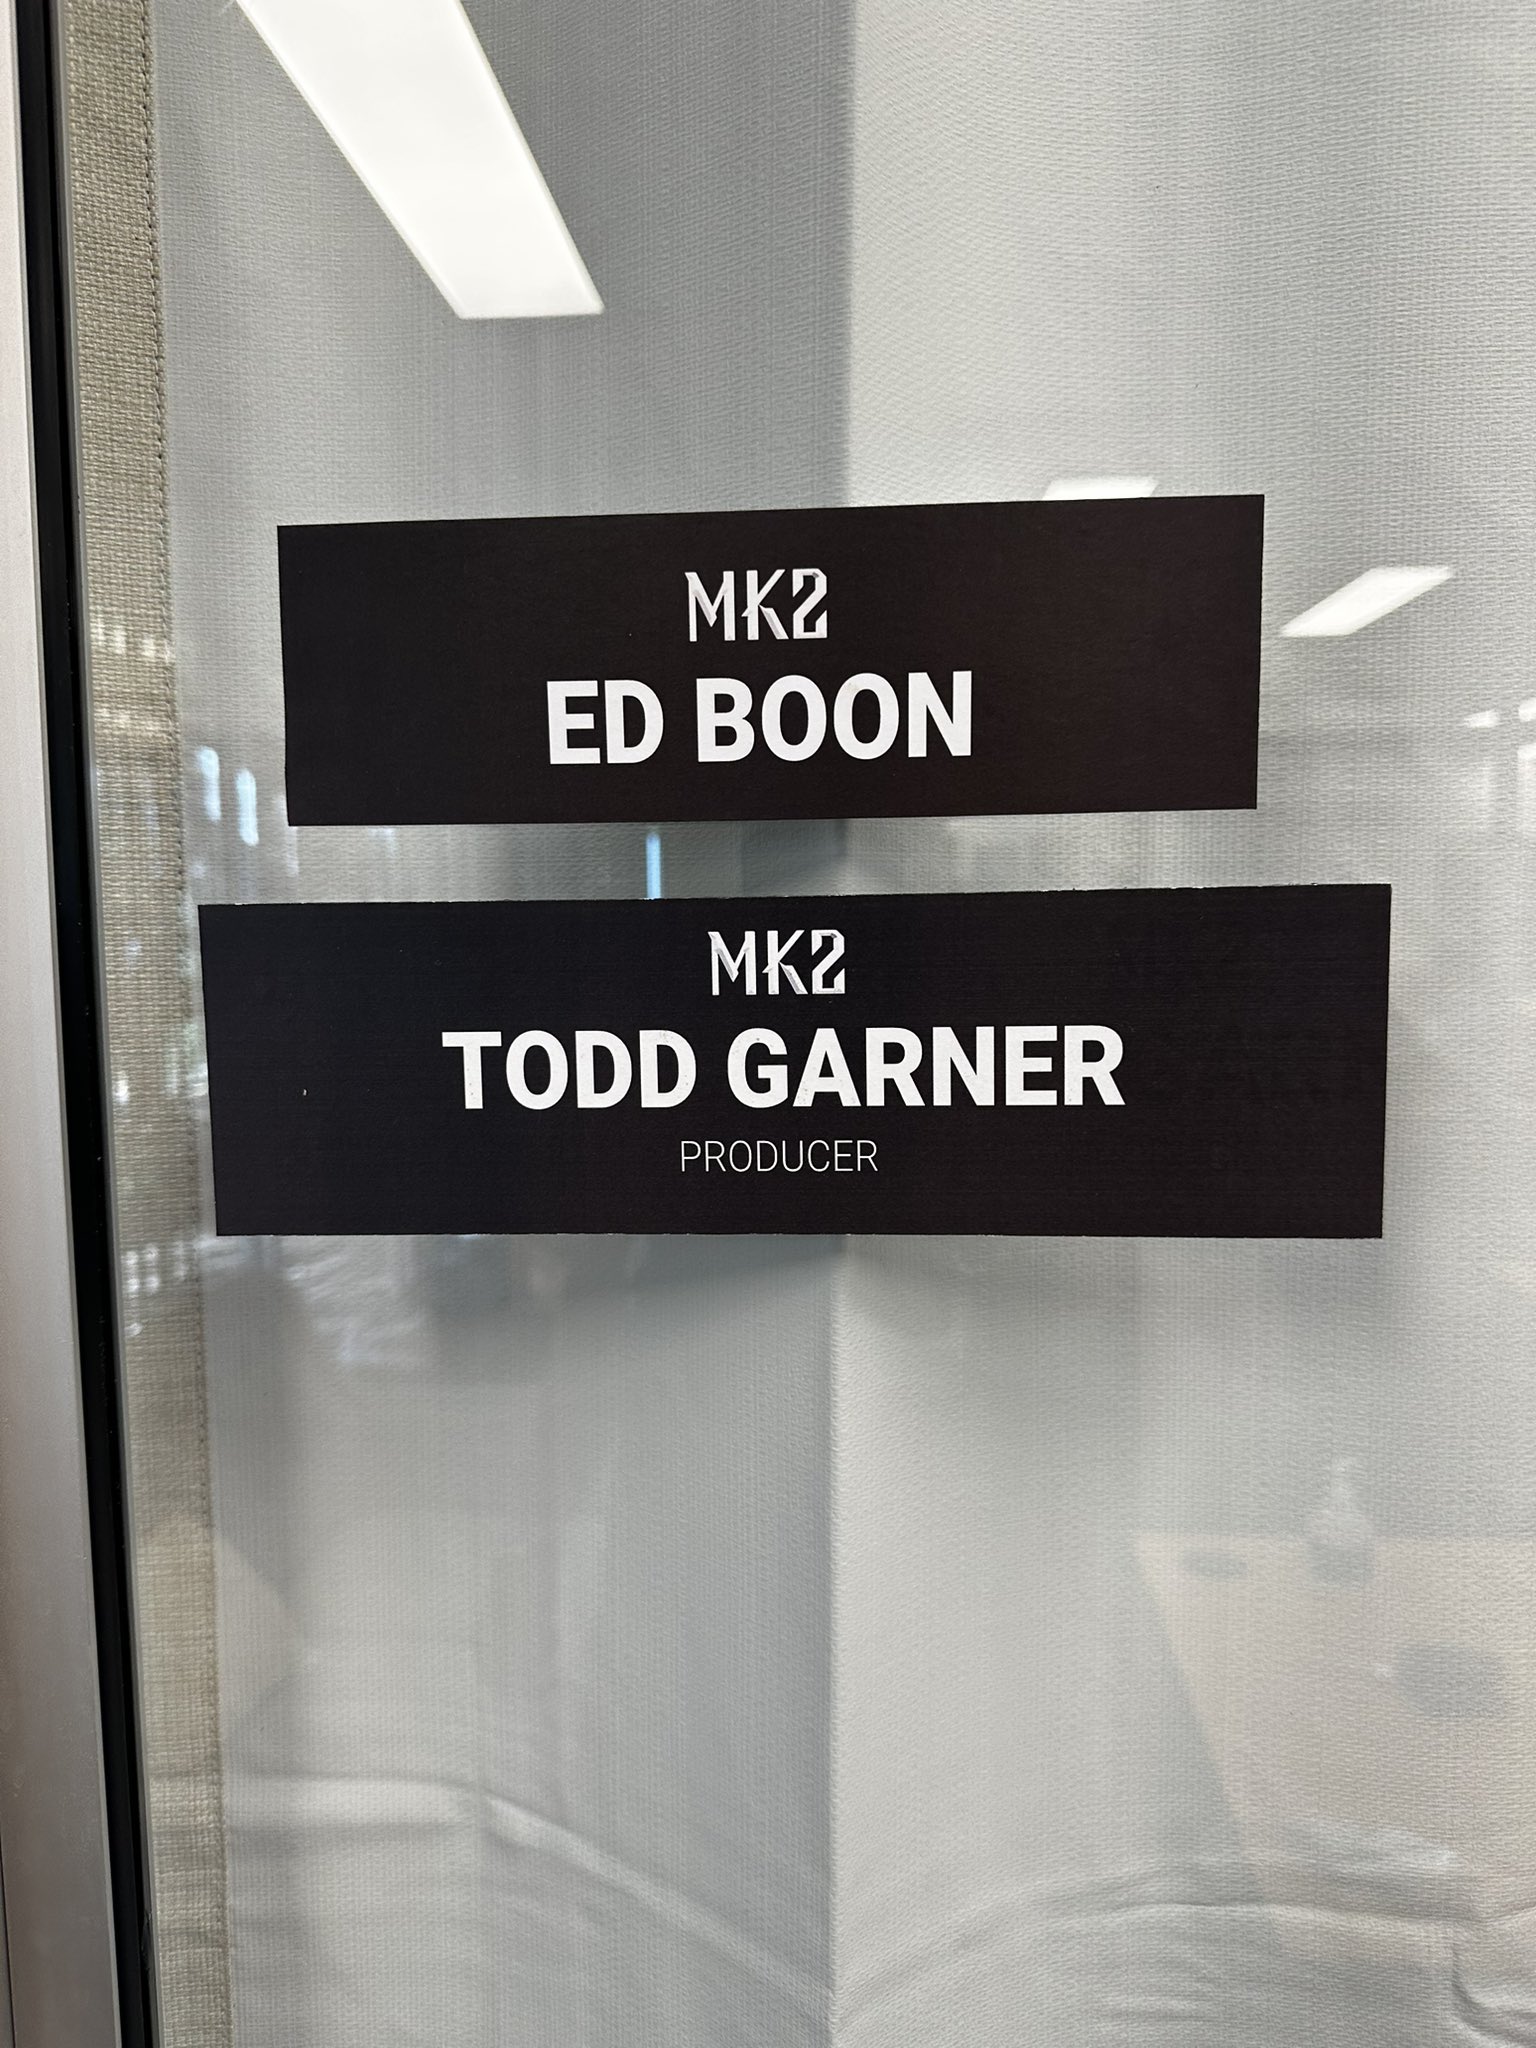 MK2
ED BOON
MK2
TODD GARNER
PRODUCER